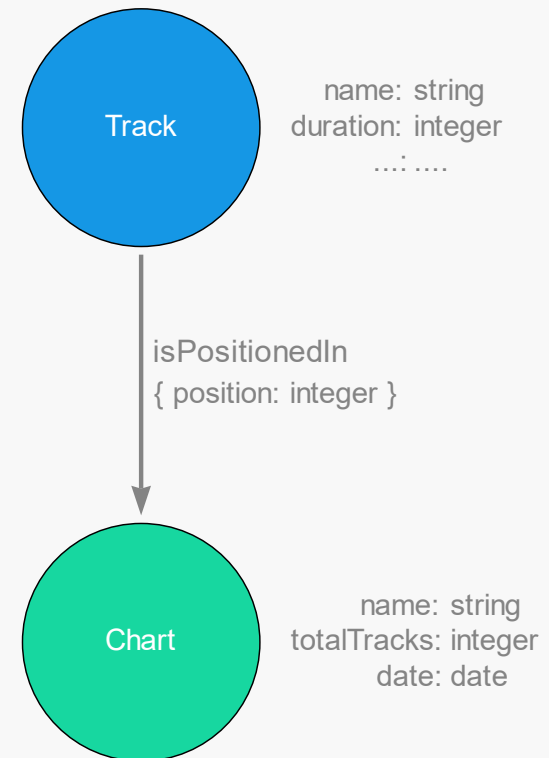 Track
name: string
duration: integer
...: ....
isPositionedIn
{ position: integer }
Chart
name: string
totalTracks: integer
date: date